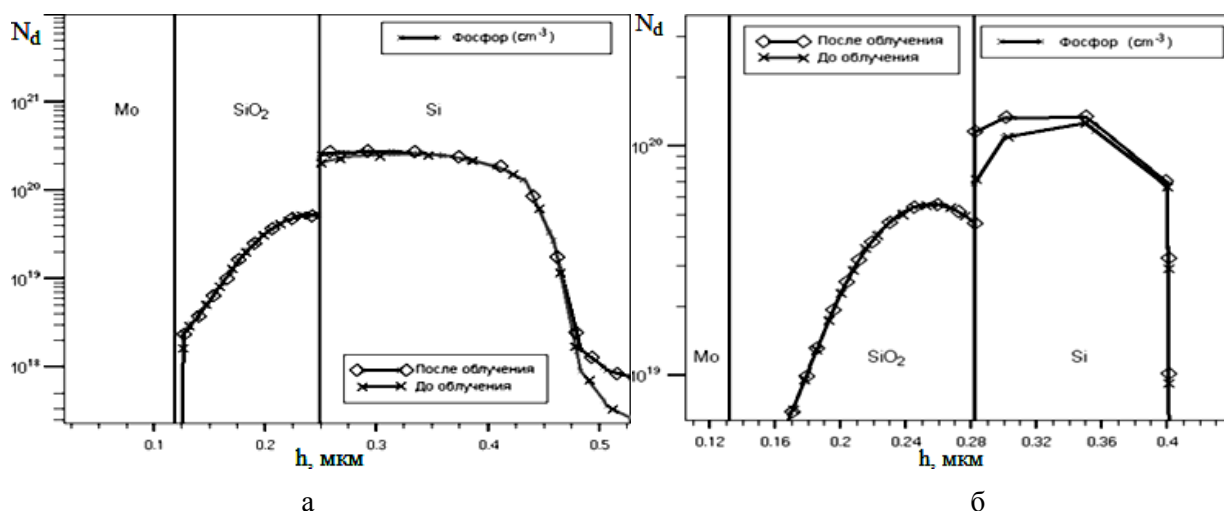 N_d
Фосфор (cm⁻³)
10²¹
10²⁰
10¹⁹
10¹⁸
Mo
SiO₂
Si
После облучения
До облучения
0.1 0.2 0.3 0.4 0.5
h, мкм
а
N_d
После облучения
До облучения
Фосфор (cm⁻³)
10²⁰
10¹⁹
Mo
SiO₂
Si
0.12 0.16 0.2 0.24 0.28 0.32 0.36 0.4
h, мкм
б